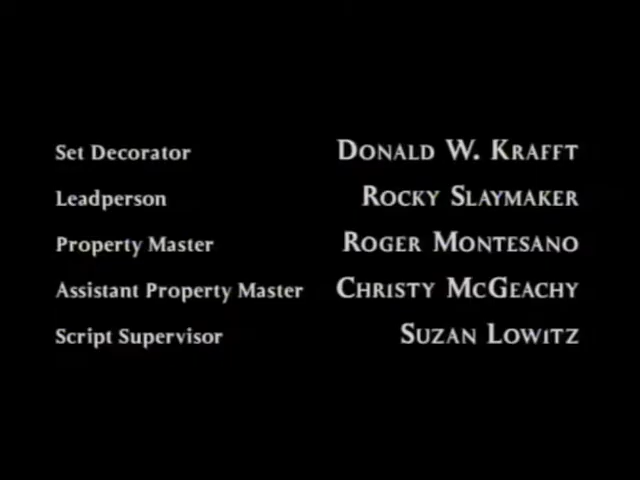 Set Decorator DONALD W. KRAFFT
Leadperson ROCKY SLAYMAKER
Property Master ROGER MONTESANO
Assistant Property Master CHRISTY MCGEACHY
Script Supervisor SUZAN LOWITZ